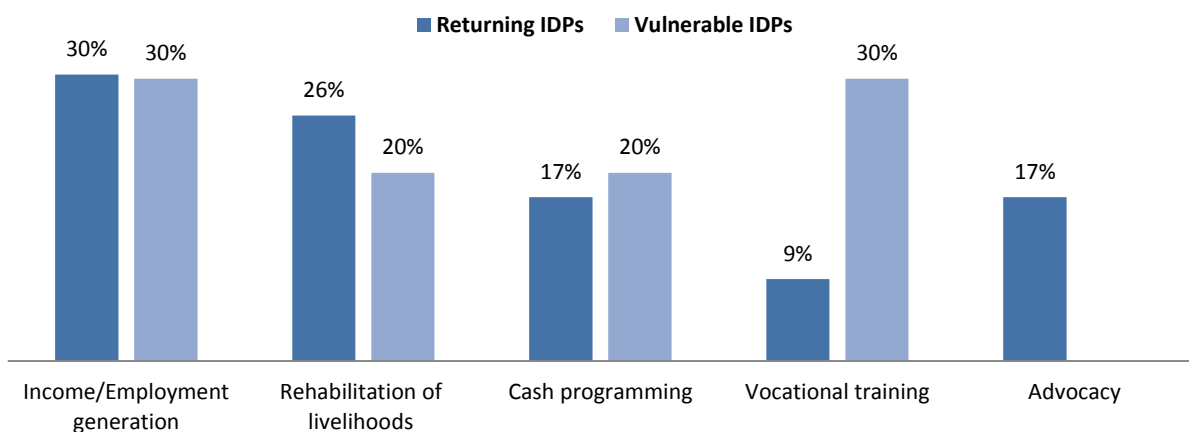 Returning IDPs Vulnerable IDPs
30% 30% 26% 20% 17% 20% 9% 30% 17%
Income/Employment generation
Rehabilitation of livelihoods
Cash programming
Vocational training
Advocacy